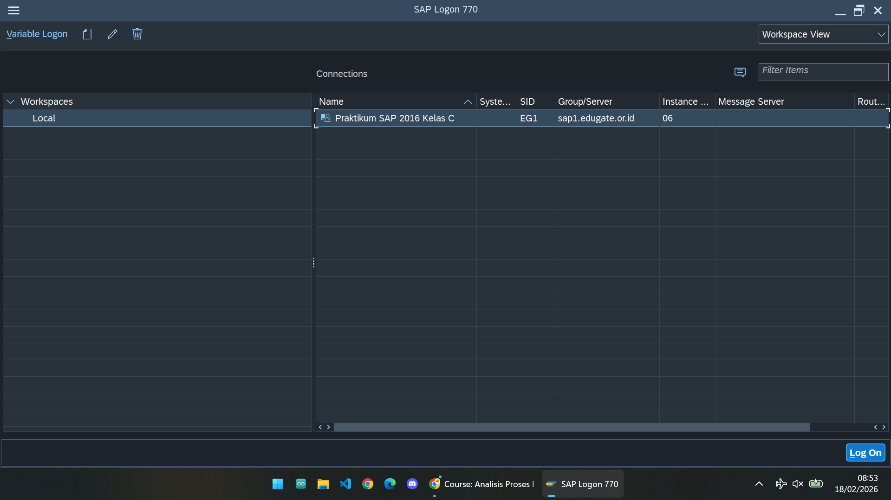 SAP Logon 770
Variable Logon
Workspace View
Connections
Filter Items
Workspaces
Name
Syste...
SID
Group/Server
Instance ...
Message Server
Rout...
Local
Praktikum SAP 2016 Kelas C
EG1
sap1.edugate.or.id
06
Log On
Course: Analisis Proses I
SAP Logon 770
08:53
18/02/2026